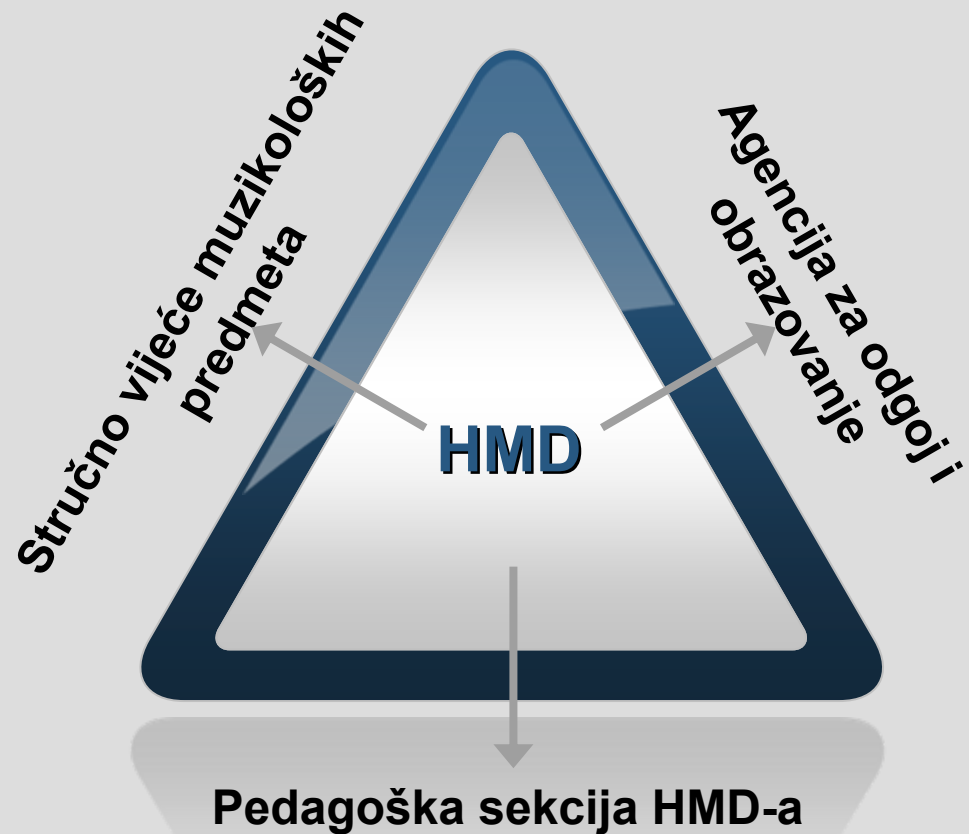 Stručno vijeće muzikoloških
predmeta
Agencija za odgoj i
obrazovanje
HMD
Pedagoška sekcija HMD-a